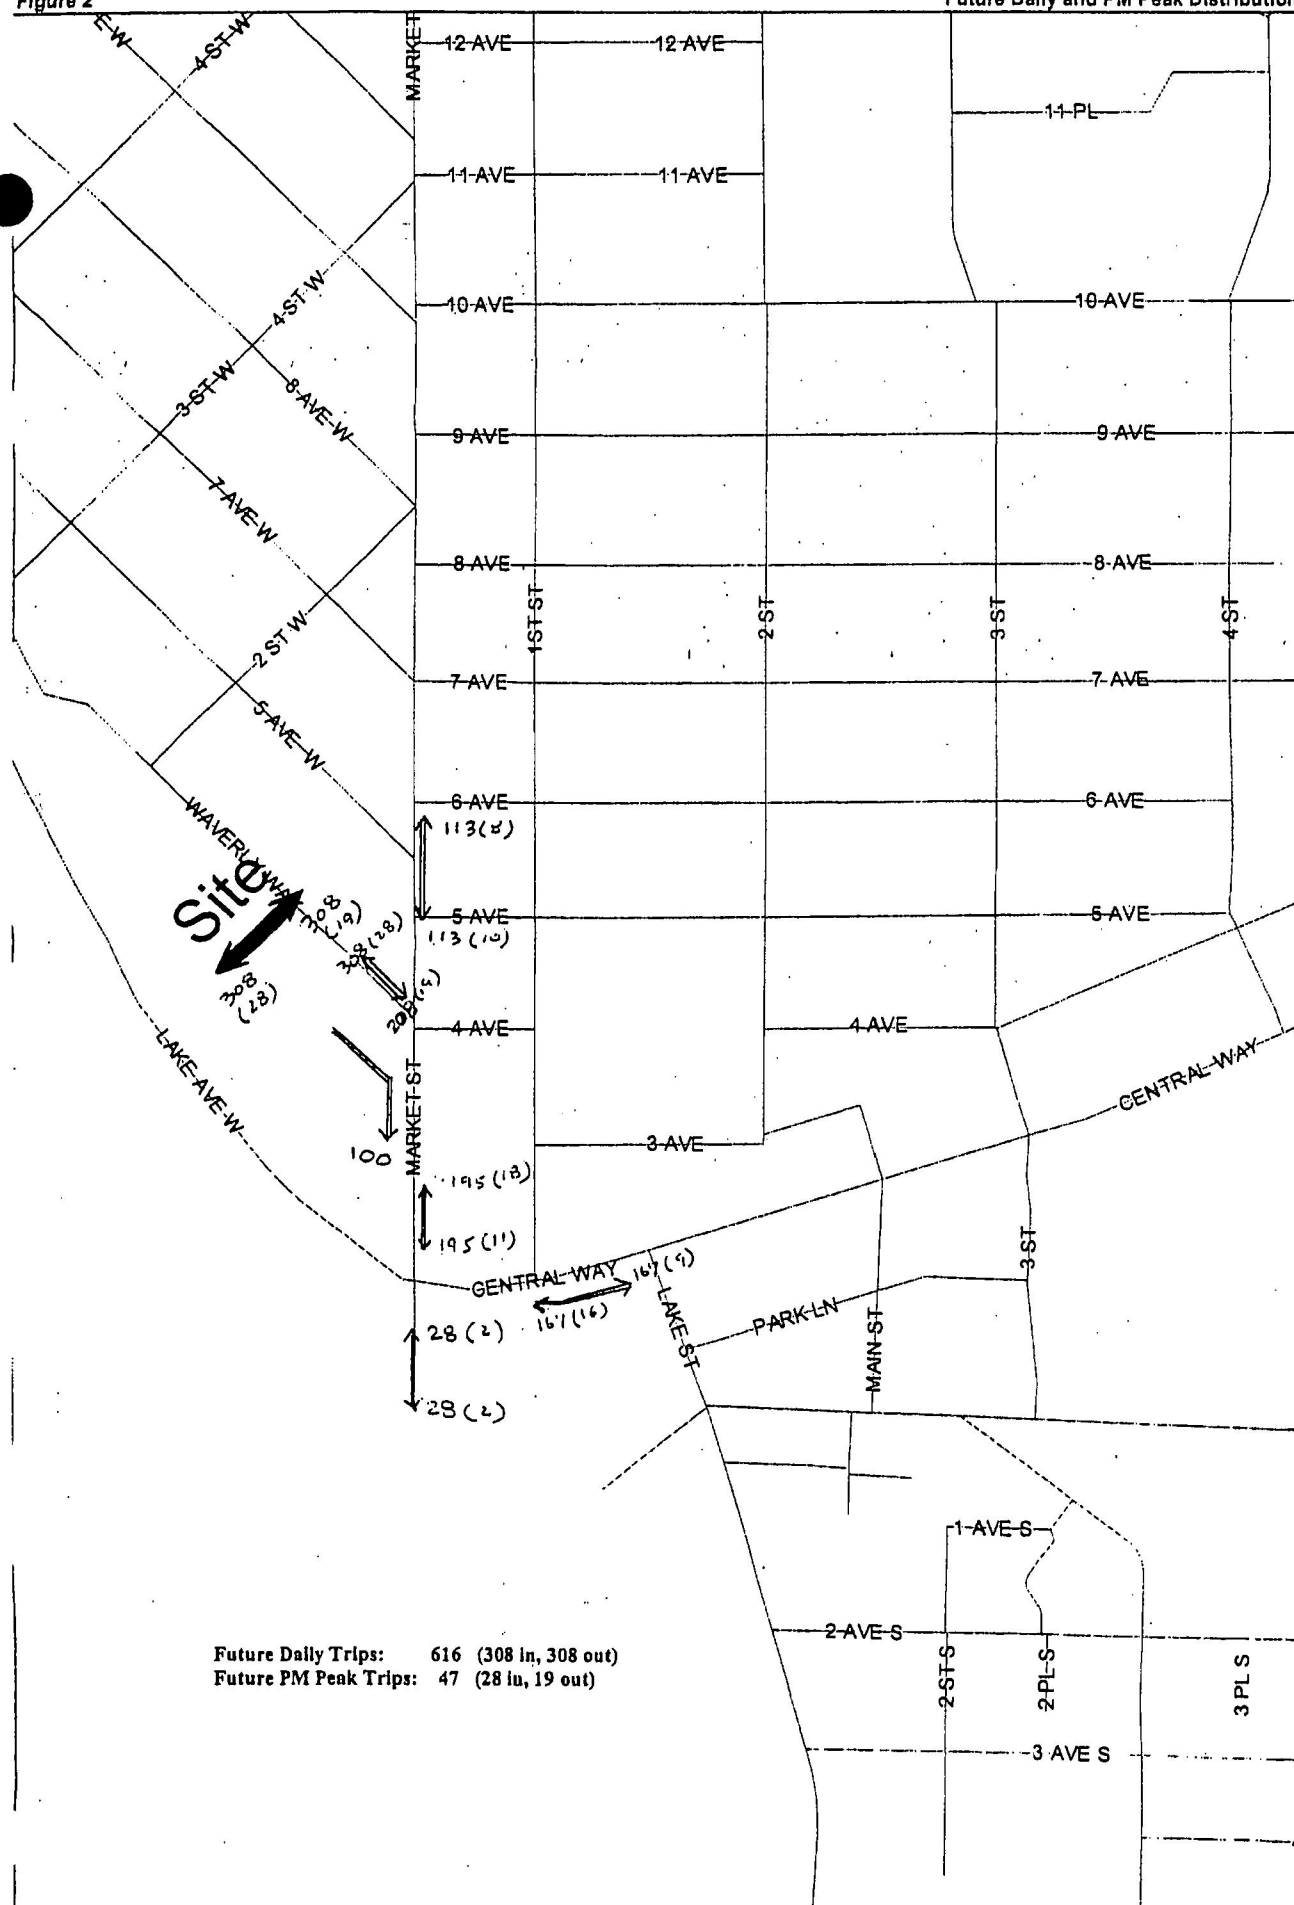 Figure 2
Future Daily and PM Peak Distribution
E W
4 ST W
MARKET
12 AVE
12 AVE
11 PL
11 AVE
11 AVE
4 ST W
10 AVE
10 AVE
3 ST W
8 AVE W
9 AVE
9 AVE
7 AVE W
8 AVE
8 AVE
1ST ST
2 ST
3 ST
4 ST
2 ST W
7 AVE
7 AVE
5 AVE W
6 AVE
6 AVE
113(8)
WAVERLY WAY
Site
308
(19)
5 AVE
5 AVE
113(10)
308(28)
308
(28)
208
4 AVE
4 AVE
LAKE AVE W
MARKET ST
CENTRAL WAY
100
3 AVE
195(18)
195(11)
3 ST
CENTRAL WAY
167(9)
167(16)
LAKE ST
PARK LN
MAIN ST
28(2)
28(2)
1 AVE S
2 AVE S
Future Daily Trips: 616 (308 in, 308 out)
Future PM Peak Trips: 47 (28 in, 19 out)
2 ST S
2 PL S
3 PL S
3 AVE S